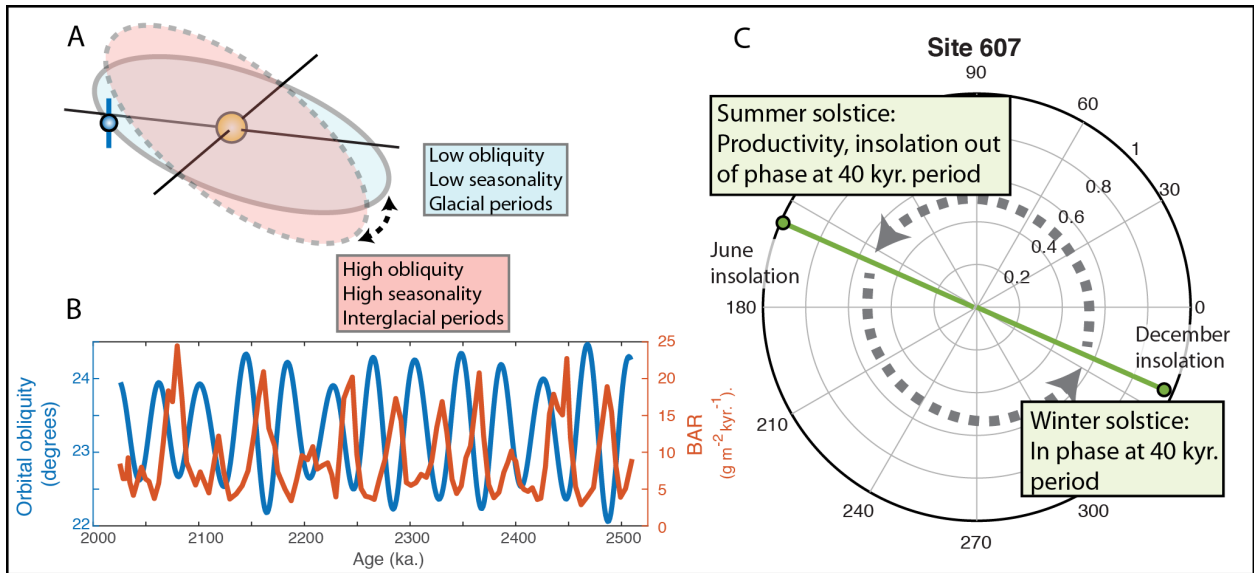 A
Low obliquity
Low seasonality
Glacial periods
High obliquity
High seasonality
Interglacial periods
B
Orbital obliquity
(degrees)
24
23
22
25
20
15
10
5
0
BAR
(g m⁻² kyr.⁻¹).
2000
2100
2200
2300
2400
2500
Age (ka.)
C
Site 607
90
60
30
0
300
270
240
210
180
1
0.8
0.6
0.4
0.2
Summer solstice:
Productivity, insolation out
of phase at 40 kyr. period
June
insolation
December
insolation
Winter solstice:
In phase at 40 kyr.
period